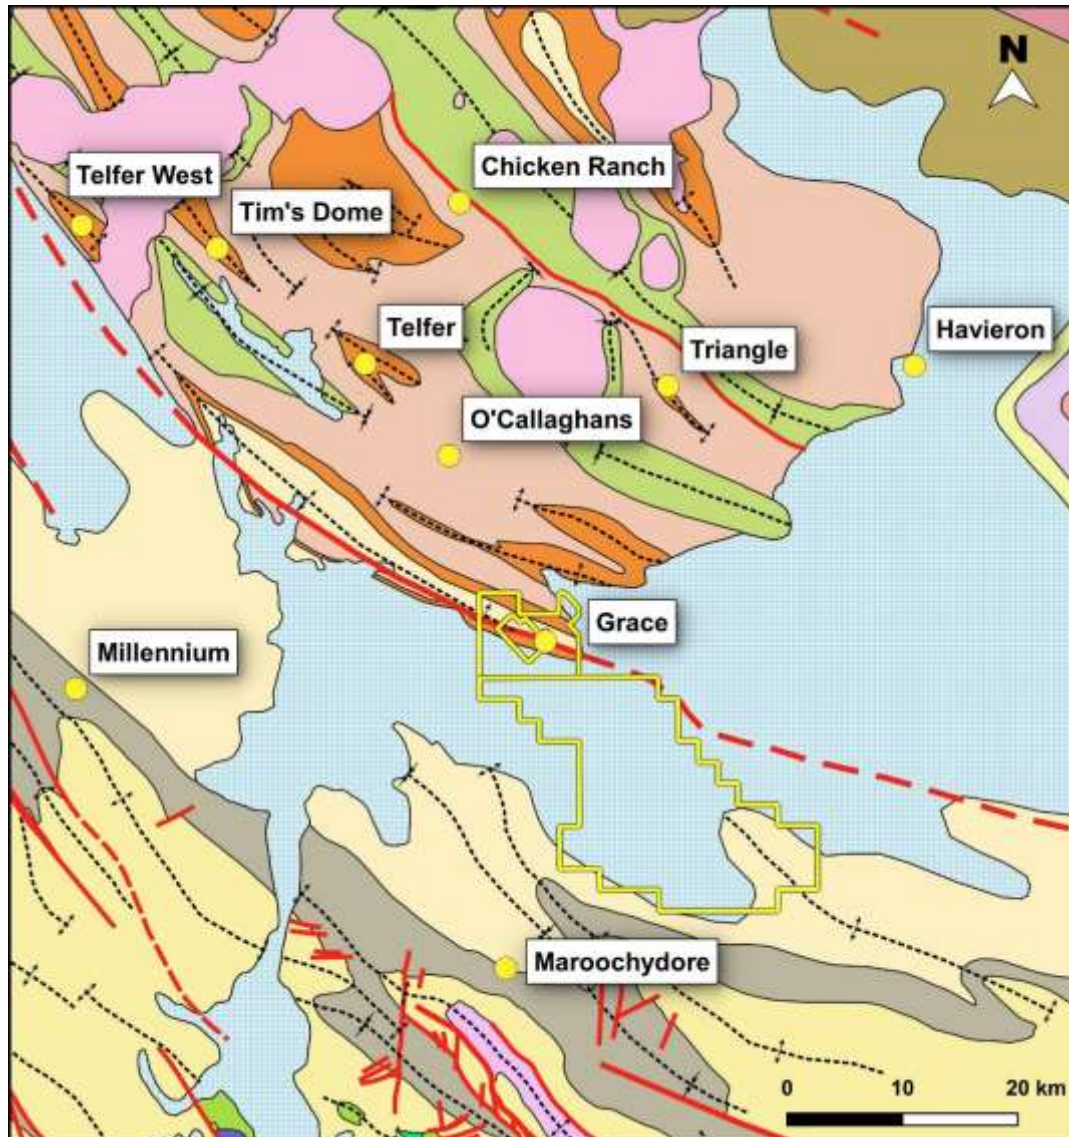 N
Chicken Ranch
Telfer West
Tim's Dome
Telfer
Havieron
Triangle
O'Callaghans
Grace
Millennium
Maroochydore
0 10 20 km